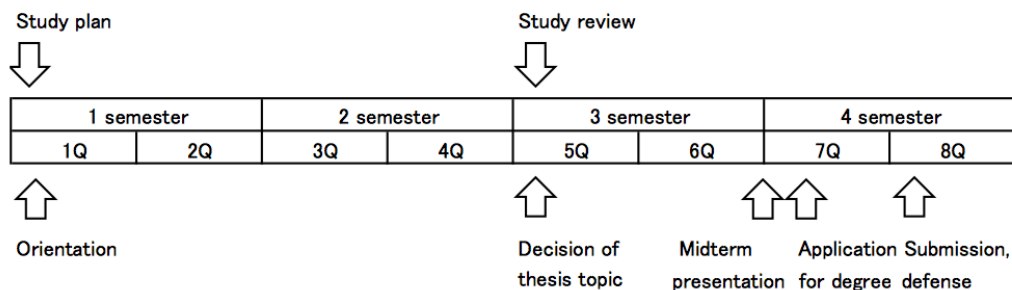 Study plan Study review
1 semester 2 semester 3 semester 4 semester
1Q 2Q 3Q 4Q 5Q 6Q 7Q 8Q
Orientation Decision of Midterm Application Submission,
thesis topic presentation for degree defense